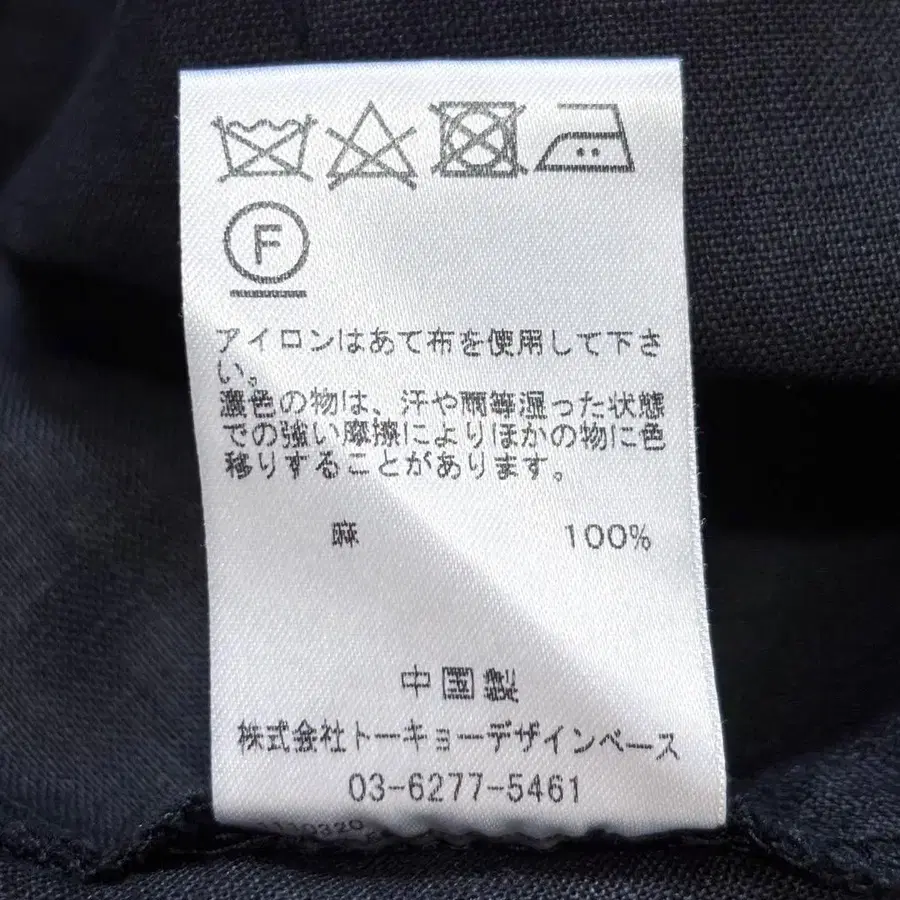 F
アイロンはあて布を使用して下さ
い。
濃色の物は、汗や雨等湿った状態
での強い摩擦によりほかの物に色
移りすることがあります。
麻 100%
中国製
株式会社トーキョーデザインベース
03-6277-5461